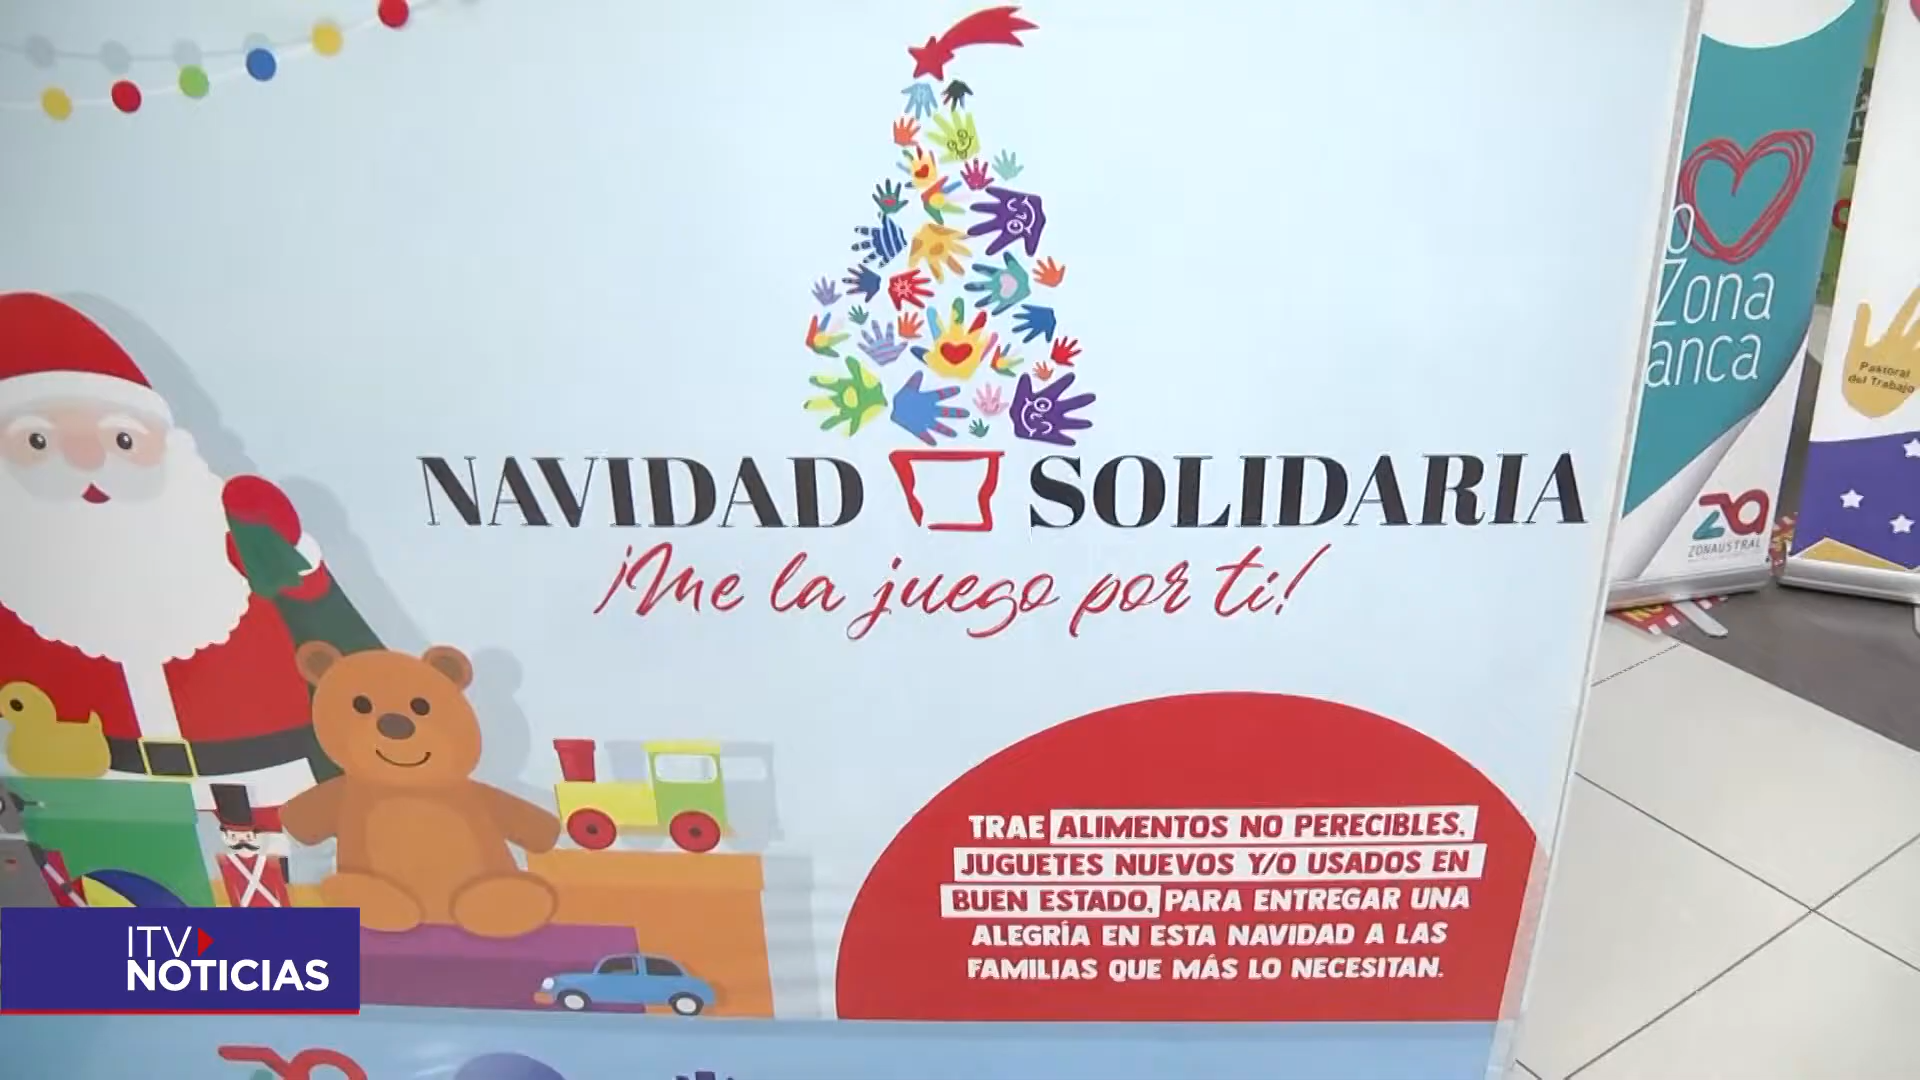 NAVIDAD SOLIDARIA
¡Me la juego por ti!
TRAE ALIMENTOS NO PERECIBLES,
JUGUETES NUEVOS Y/O USADOS EN
BUEN ESTADO, PARA ENTREGAR UNA
ALEGRÍA EN ESTA NAVIDAD A LAS
FAMILIAS QUE MÁS LO NECESITAN.
o
Zona
anca
za
ZONAUSTRAL
Pastoral
del Trabajo
ITV
NOTICIAS